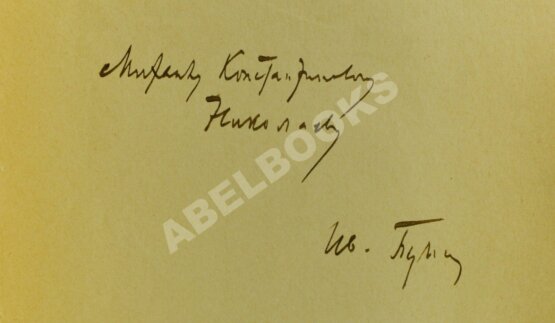 Михаилу Константиновичу
Николаеву
Ив. Бунин
ABELBOOKS